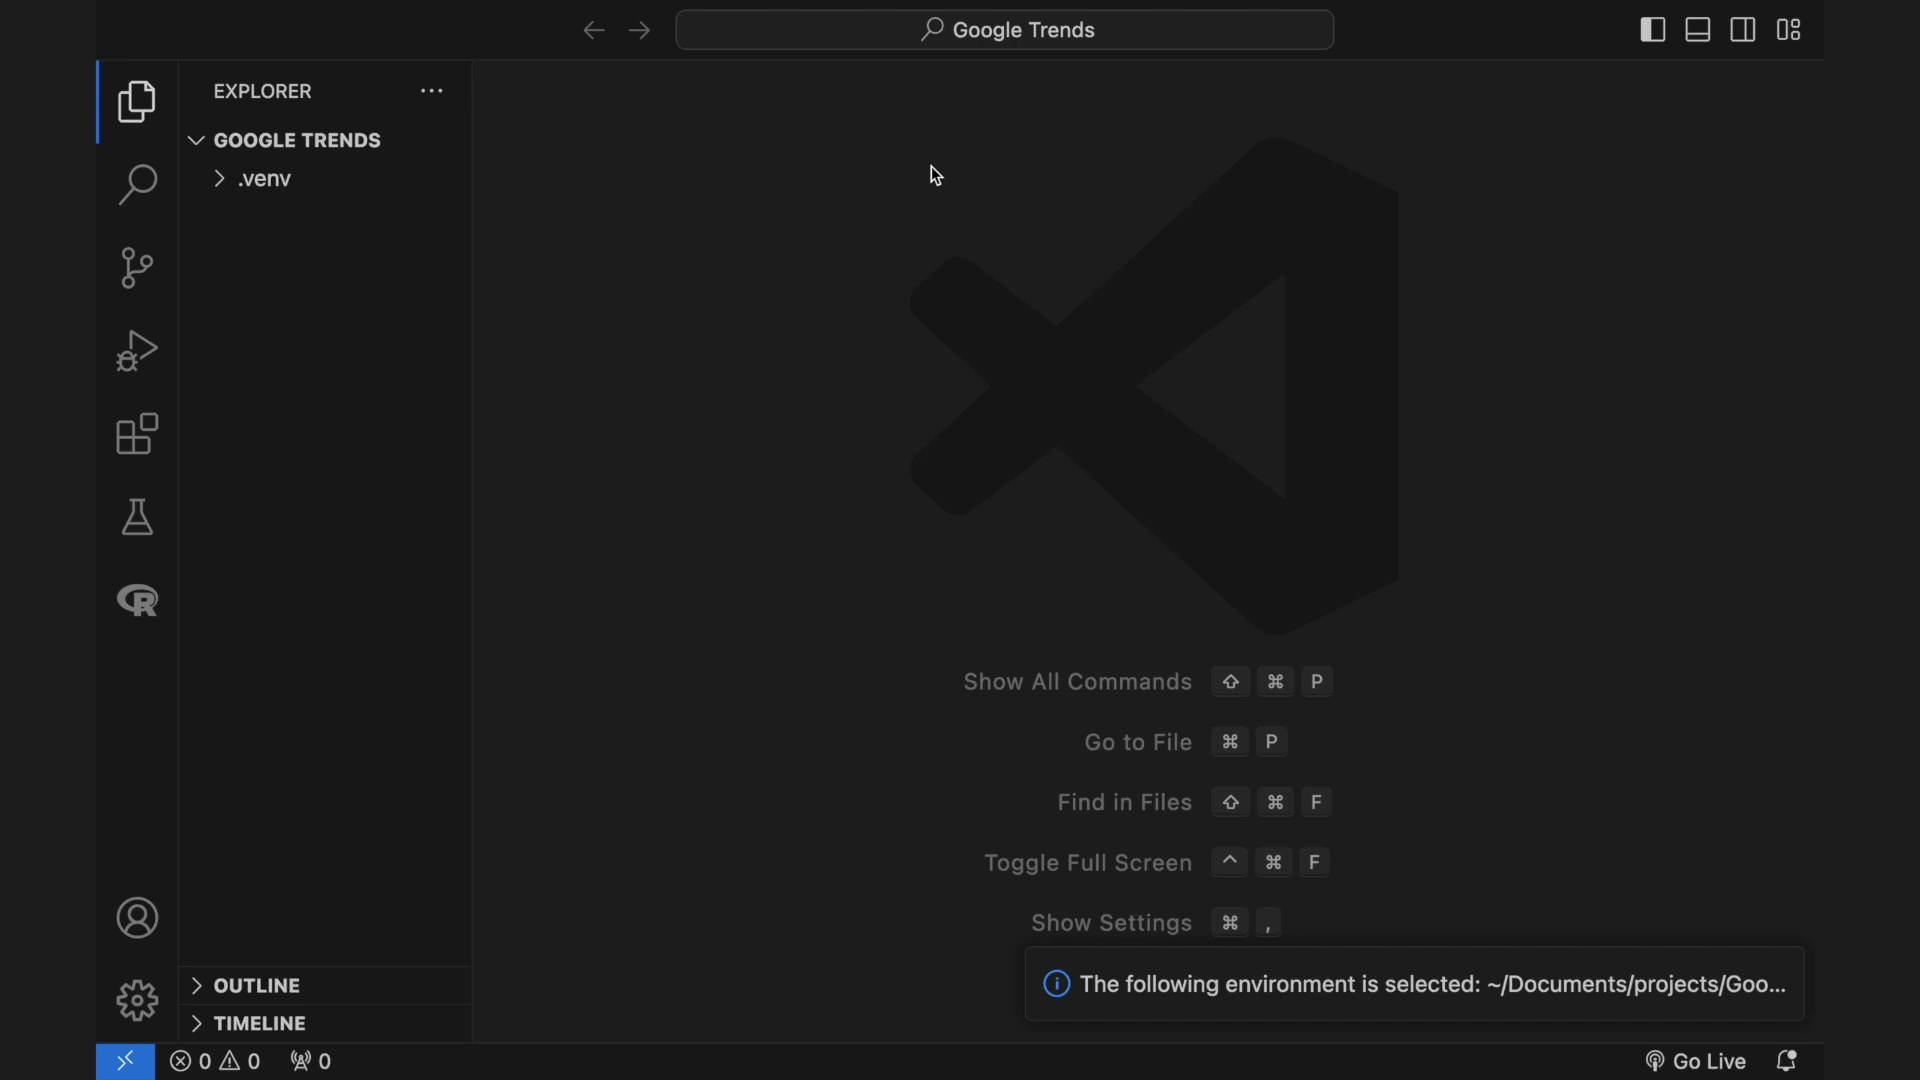 Google Trends
EXPLORER
GOOGLE TRENDS
.venv
Show All Commands ⇧ ⌘ P
Go to File ⌘ P
Find in Files ⇧ ⌘ F
Toggle Full Screen ^ ⌘ F
Show Settings ⌘ ,
The following environment is selected: ~/Documents/projects/Goo...
OUTLINE
TIMELINE
0 0 0 Go Live